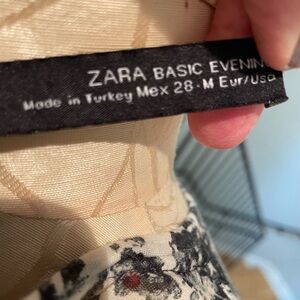 ZARA BASIC EVENIN
Made in Turkey Mex 28 · M Eur/Usa